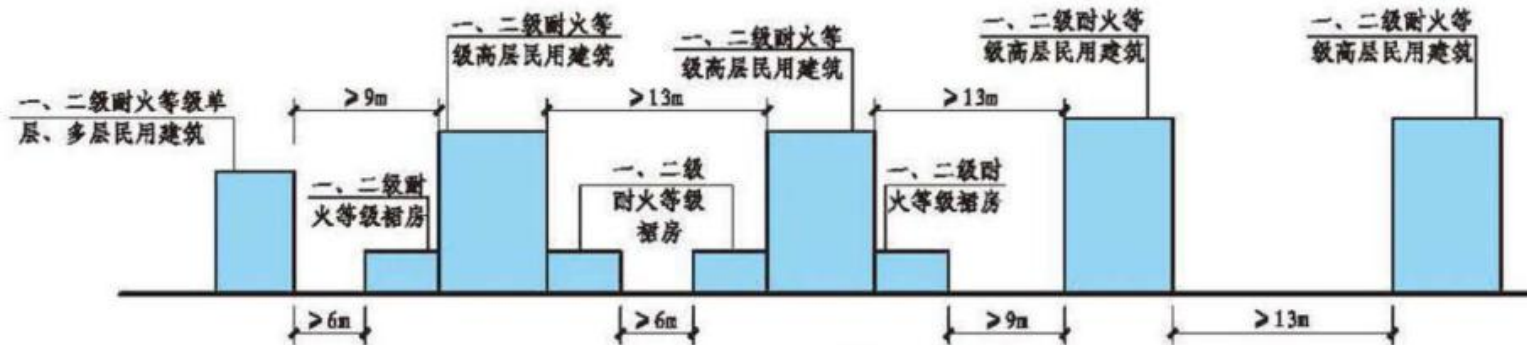 一、二级耐火等
级高层民用建筑
一、二级耐火等
级高层民用建筑
一、二级耐火等
级高层民用建筑
一、二级耐火等
级高层民用建筑
一、二级耐火等级单
层、多层民用建筑
≥9m
≥13m
≥13m
一、二级耐
火等级裙房
一、二级
耐火等级
裙房
一、二级耐
火等级裙房
≥6m
≥6m
≥9m
≥13m